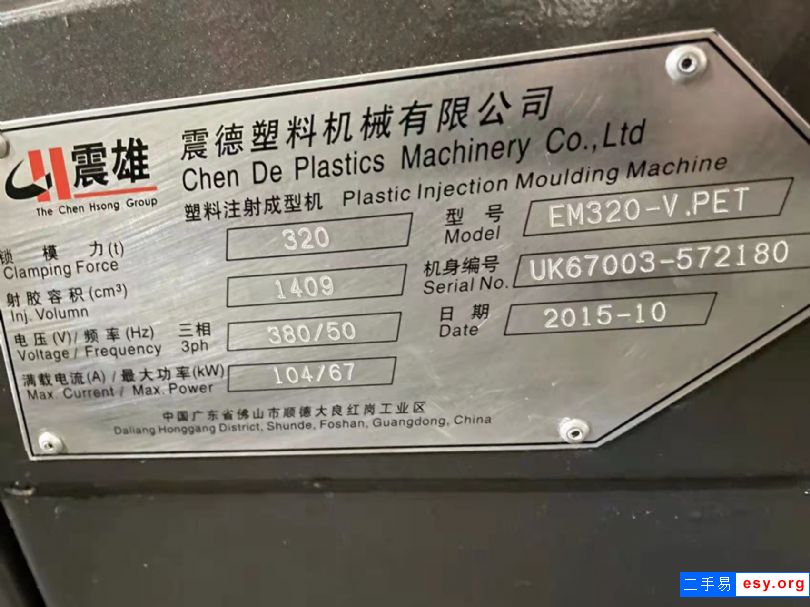 震雄
The Chen Hsong Group
震德塑料机械有限公司
Chen De Plastics Machinery Co.,Ltd
塑料注射成型机 Plastic Injection Moulding Machine
锁模力(t) 320
Clamping Force
型号 EM320-V.PET
Model
射胶容积(cm³) 1409
Inj. Volumn
机身编号 UK67003-572180
Serial No.
电压(V)/频率(Hz) 三相 380/50
Voltage / Frequency 3ph
日期 2015-10
Date
满载电流(A)/最大功率(kW) 104/67
Max. Current / Max. Power
中国广东省佛山市顺德大良红岗工业区
Daliang Honggang District, Shunde, Foshan, Guangdong, China
二手易 esy.org